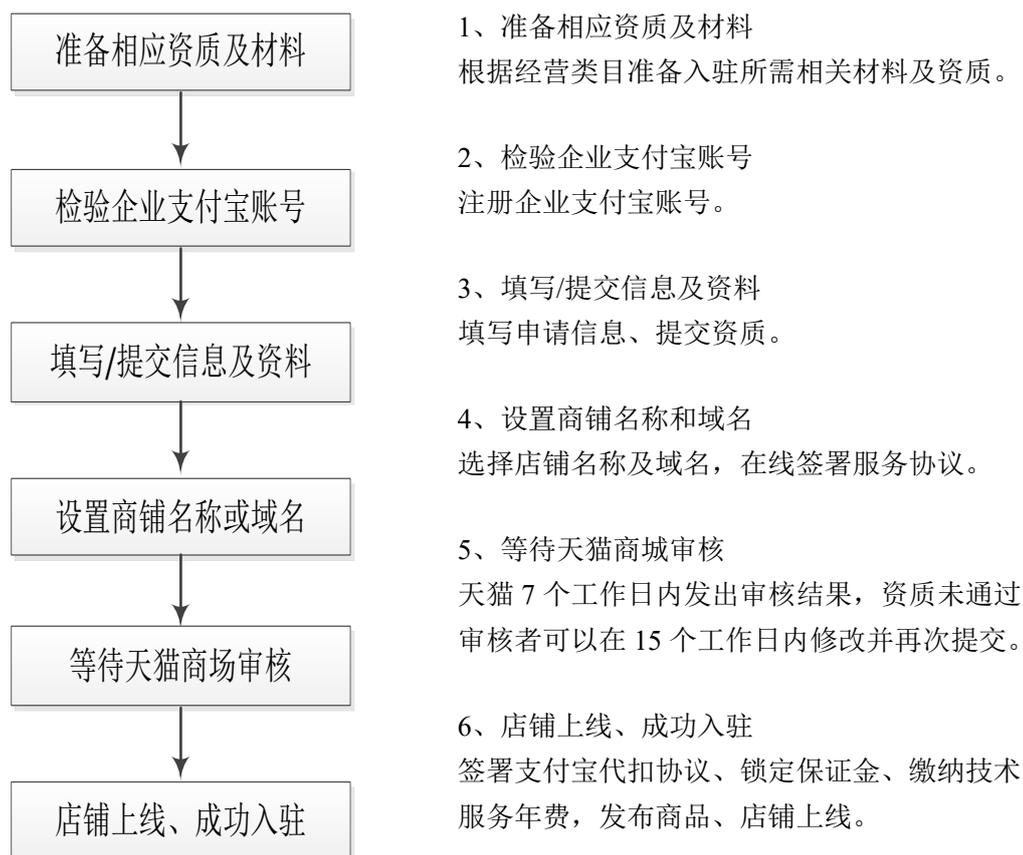 准备相应资质及材料
检验企业支付宝账号
填写/提交信息及资料
设置商铺名称或域名
等待天猫商场审核
店铺上线、成功入驻
1、准备相应资质及材料
根据经营类目准备入驻所需相关材料及资质。
2、检验企业支付宝账号
注册企业支付宝账号。
3、填写/提交信息及资料
填写申请信息、提交资质。
4、设置商铺名称和域名
选择店铺名称及域名，在线签署服务协议。
5、等待天猫商城审核
天猫 7 个工作日内发出审核结果，资质未通过
审核者可以在 15 个工作日内修改并再次提交。
6、店铺上线、成功入驻
签署支付宝代扣协议、锁定保证金、缴纳技术
服务年费，发布商品、店铺上线。